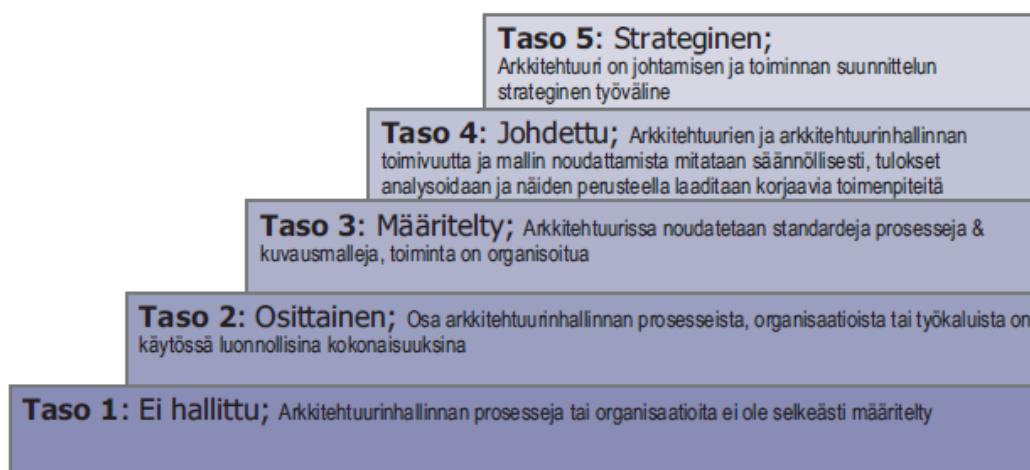 Taso 5: Strateginen;
Arkkitehtuuri on johtamisen ja toiminnan suunnittelun
strateginen työväline
Taso 4: Johdettu; Arkkitehtuurien ja arkkitehtuurinhallinnan
toimivuutta ja mallin noudattamista mitataan säännöllisesti, tulokset
analysoidaan ja näiden perusteella laaditaan korjaavia toimenpiteitä
Taso 3: Määritelty; Arkkitehtuurissa noudatetaan standardeja prosesseja &
kuvausmalleja, toiminta on organisoitua
Taso 2: Osittainen; Osa arkkitehtuurinhallinnan prosesseista, organisaatioista tai työkaluista on
käytössä luonnollisina kokonaisuuksina
Taso 1: Ei hallittu; Arkkitehtuurinhallinnan prosesseja tai organisaatioita ei ole selkeästi määritelty